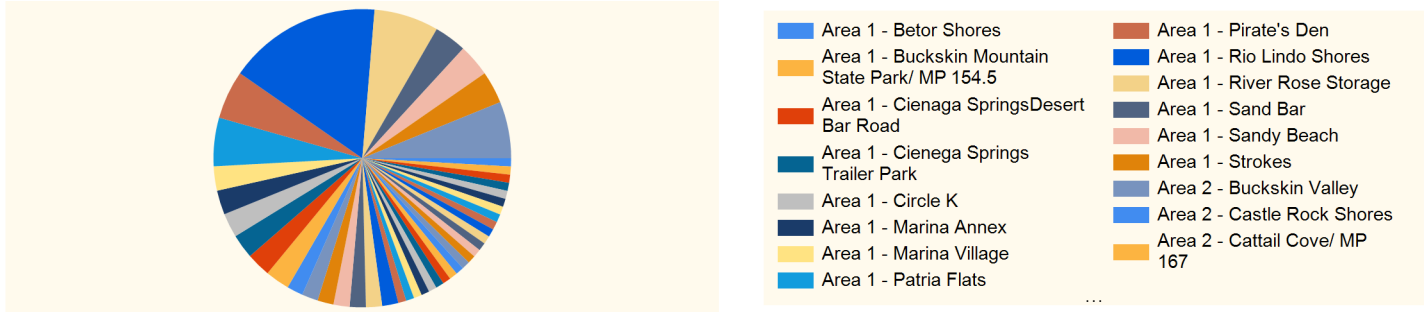 Area 1 - Betor Shores
Area 1 - Buckskin Mountain
State Park/ MP 154.5
Area 1 - Cienaga SpringsDesert
Bar Road
Area 1 - Cienega Springs
Trailer Park
Area 1 - Circle K
Area 1 - Marina Annex
Area 1 - Marina Village
Area 1 - Patria Flats
Area 1 - Pirate's Den
Area 1 - Rio Lindo Shores
Area 1 - River Rose Storage
Area 1 - Sand Bar
Area 1 - Sandy Beach
Area 1 - Strokes
Area 2 - Buckskin Valley
Area 2 - Castle Rock Shores
Area 2 - Cattail Cove/ MP
167
...